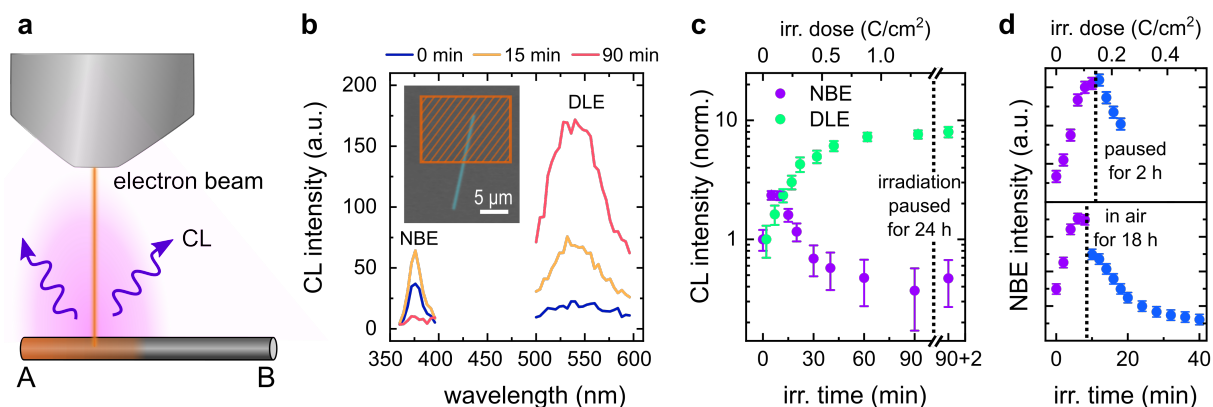 a
electron beam
CL
A
B
b
0 min
15 min
90 min
CL intensity (a.u.)
200
150
100
50
0
NBE
DLE
5 µm
350
400
450
500
550
600
wavelength (nm)
c
irr. dose (C/cm²)
0
0.5
1.0
CL intensity (norm.)
10
1
NBE
DLE
irradiation
paused
for 24 h
0
30
60
90
90+2
irr. time (min)
d
irr. dose (C/cm²)
0
0.2
0.4
NBE intensity (a.u.)
paused
for 2 h
in air
for 18 h
0
20
40
irr. time (min)